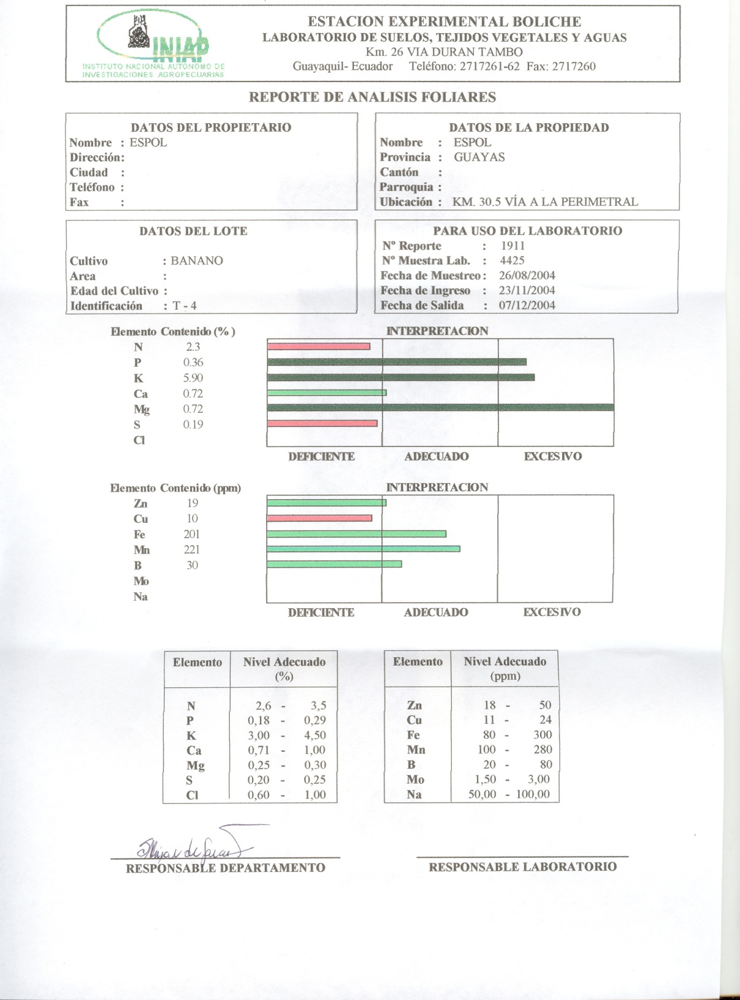 INIAP
INSTITUTO NACIONAL AUTONOMO DE
INVESTIGACIONES AGROPECUARIAS
ESTACION EXPERIMENTAL BOLICHE
LABORATORIO DE SUELOS, TEJIDOS VEGETALES Y AGUAS
Km. 26 VIA DURAN TAMBO
Guayaquil- Ecuador Teléfono: 2717261-62 Fax: 2717260
REPORTE DE ANALISIS FOLIARES
DATOS DEL PROPIETARIO
Nombre : ESPOL
Dirección:
Ciudad :
Teléfono :
Fax :
DATOS DE LA PROPIEDAD
Nombre : ESPOL
Provincia : GUAYAS
Cantón :
Parroquia :
Ubicación : KM. 30.5 VÍA A LA PERIMETRAL
DATOS DEL LOTE
Cultivo : BANANO
Area :
Edad del Cultivo :
Identificación : T - 4
PARA USO DEL LABORATORIO
Nº Reporte : 1911
Nº Muestra Lab. : 4425
Fecha de Muestreo : 26/08/2004
Fecha de Ingreso : 23/11/2004
Fecha de Salida : 07/12/2004
Elemento Contenido (% ) INTERPRETACION
N 2.3
P 0.36
K 5.90
Ca 0.72
Mg 0.72
S 0.19
Cl
DEFICIENTE ADECUADO EXCESIVO
Elemento Contenido (ppm) INTERPRETACION
Zn 19
Cu 10
Fe 201
Mn 221
B 30
Mo
Na
DEFICIENTE ADECUADO EXCESIVO
Elemento Nivel Adecuado
(%)
N 2,6 - 3,5
P 0,18 - 0,29
K 3,00 - 4,50
Ca 0,71 - 1,00
Mg 0,25 - 0,30
S 0,20 - 0,25
Cl 0,60 - 1,00
Elemento Nivel Adecuado
(ppm)
Zn 18 - 50
Cu 11 - 24
Fe 80 - 300
Mn 100 - 280
B 20 - 80
Mo 1,50 - 3,00
Na 50,00 - 100,00
RESPONSABLE DEPARTAMENTO
RESPONSABLE LABORATORIO